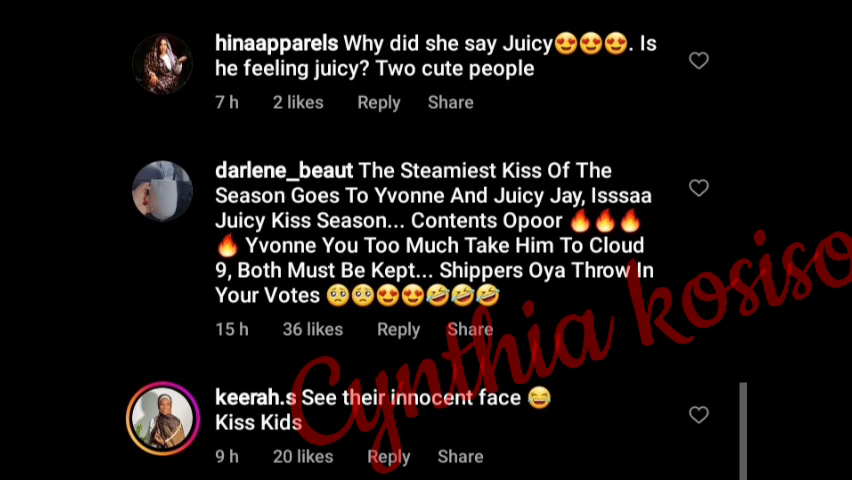 hinaapparels Why did she say Juicy😍😍😍. Is
he feeling juicy? Two cute people
7 h 2 likes Reply Share
darlene_beaut The Steamiest Kiss Of The
Season Goes To Yvonne And Juicy Jay, Isssaa
Juicy Kiss Season... Contents Opoor 🔥🔥🔥
🔥 Yvonne You Too Much Take Him To Cloud
9, Both Must Be Kept... Shippers Oya Throw In
Your Votes 🥺🥺😍😍🤣🤣🤣
15 h 36 likes Reply Share
keerah.s See their innocent face 😂
Kiss Kids
9 h 20 likes Reply Share
Cynthia kosiso